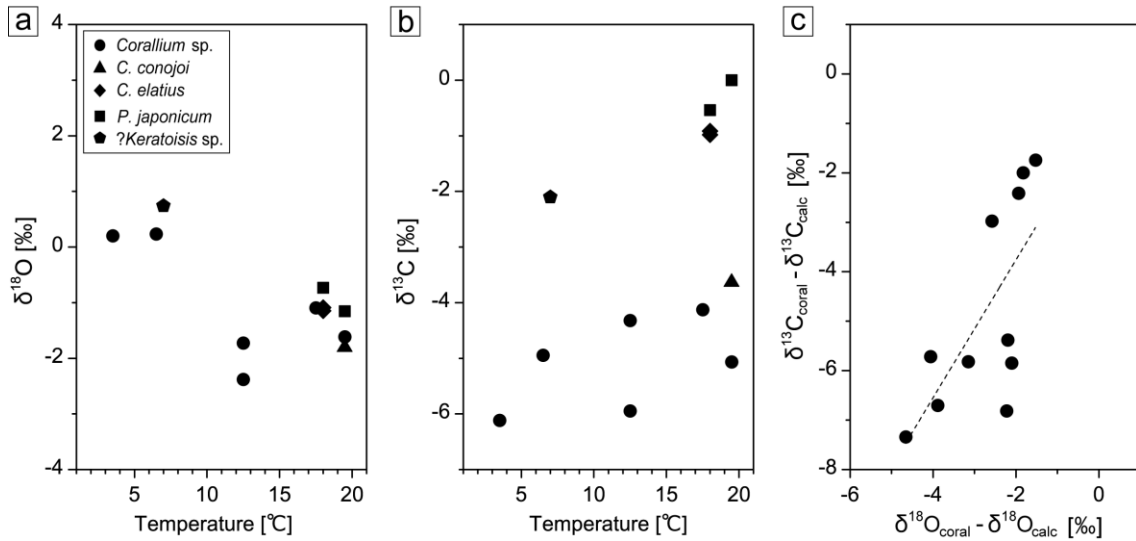 a
4
2
0
-2
-4
δ¹⁸O [‰]
Corallium sp.
C. conojoi
C. elatius
P. japonicum
?Keratoisis sp.
5 10 15 20
Temperature [℃]
b
0
-2
-4
-6
δ¹³C [‰]
5 10 15 20
Temperature [℃]
c
0
-2
-4
-6
-8
δ¹³Ccoral - δ¹³Ccalc [‰]
-6 -4 -2 0
δ¹⁸Ocoral - δ¹⁸Ocalc [‰]